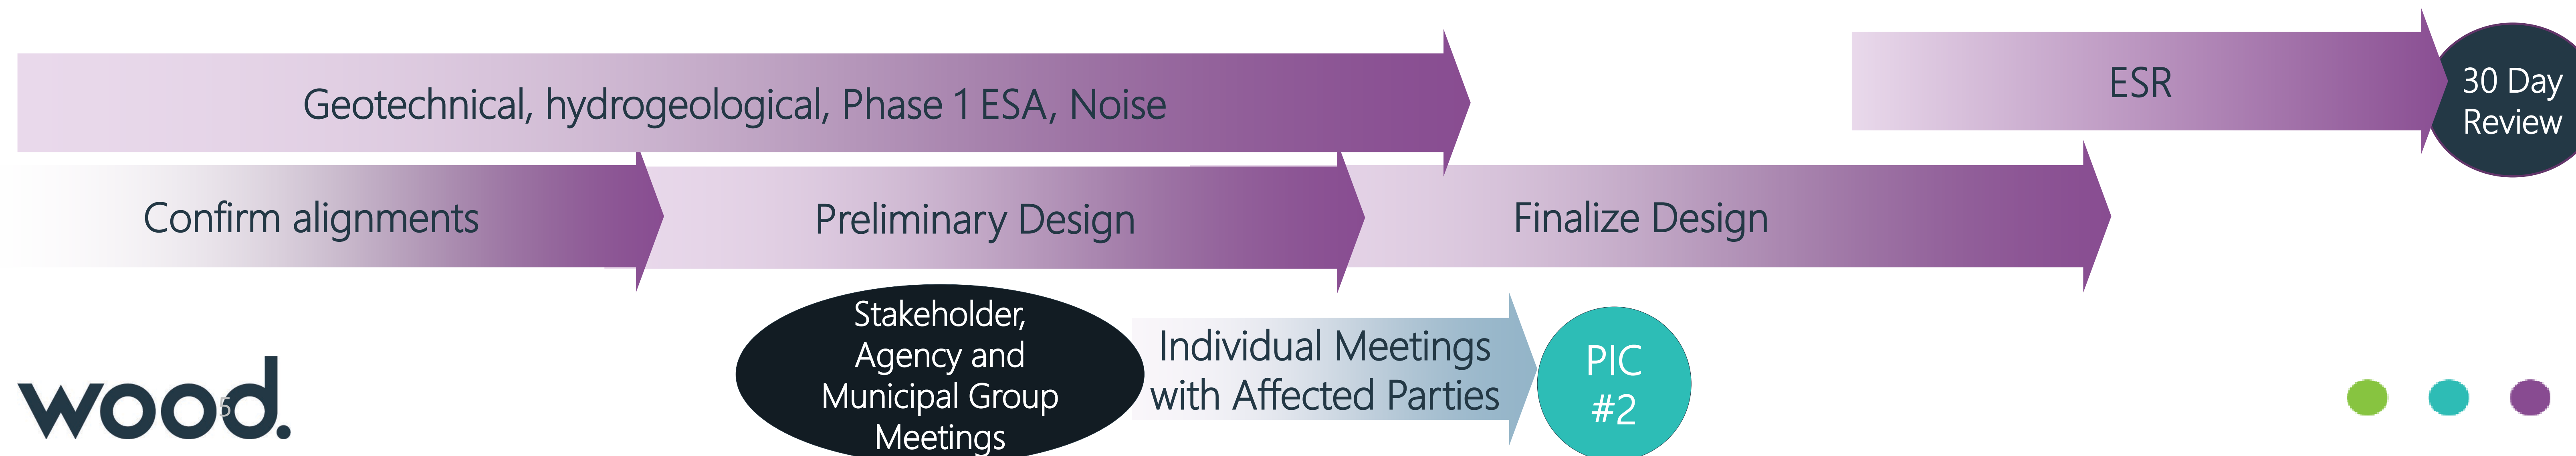 Geotechnical, hydrogeological, Phase 1 ESA, Noise
ESR
30 Day
Review
Confirm alignments
Preliminary Design
Finalize Design
Stakeholder,
Agency and
Municipal Group
Meetings
Individual Meetings
with Affected Parties
PIC
#2
wood.
5